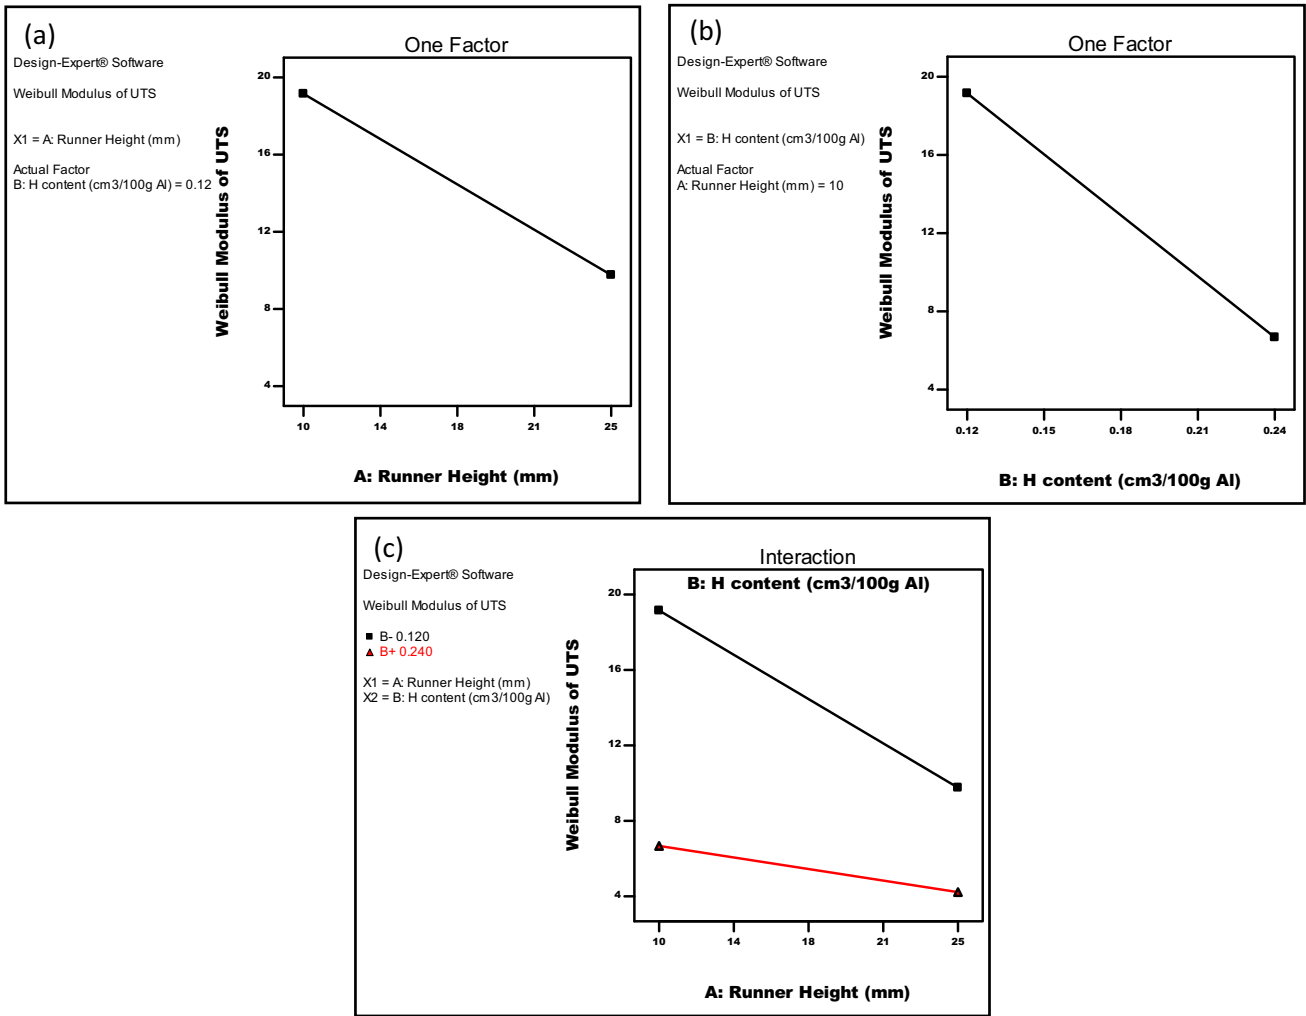 (a)
One Factor
Design-Expert® Software
Weibull Modulus of UTS
X1 = A: Runner Height (mm)
Actual Factor
B: H content (cm3/100g Al) = 0.12
Weibull Modulus of UTS
20
16
12
8
4
10 14 18 21 25
A: Runner Height (mm)
(b)
One Factor
Design-Expert® Software
Weibull Modulus of UTS
X1 = B: H content (cm3/100g Al)
Actual Factor
A: Runner Height (mm) = 10
Weibull Modulus of UTS
20
16
12
8
4
0.12 0.15 0.18 0.21 0.24
B: H content (cm3/100g Al)
(c)
Interaction
Design-Expert® Software
Weibull Modulus of UTS
B- 0.120
B+ 0.240
X1 = A: Runner Height (mm)
X2 = B: H content (cm3/100g Al)
B: H content (cm3/100g Al)
Weibull Modulus of UTS
20
16
12
8
4
10 14 18 21 25
A: Runner Height (mm)